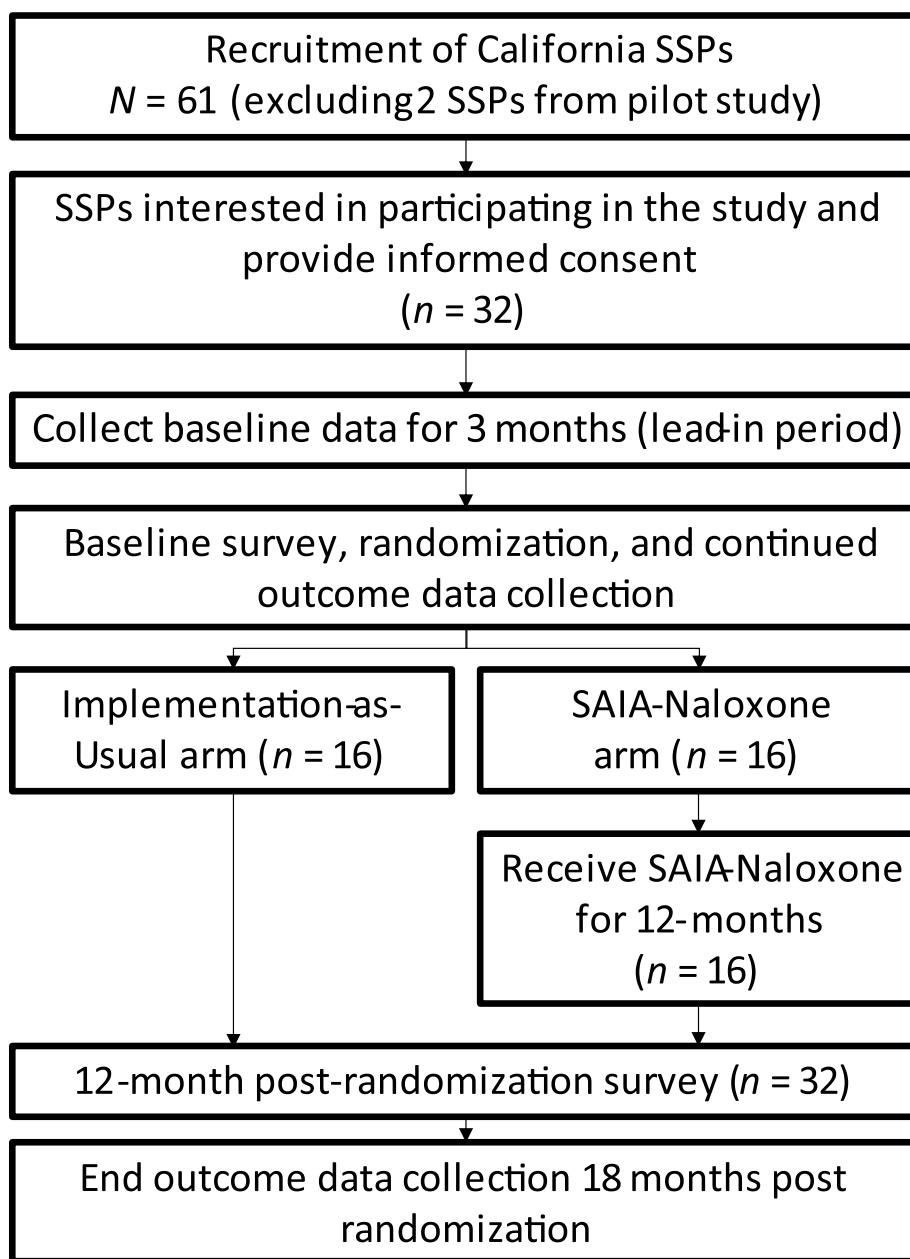 Recruitment of California SSPs
N = 61 (excluding 2 SSPs from pilot study)
SSPs interested in participating in the study and
provide informed consent
(n = 32)
Collect baseline data for 3 months (lead-in period)
Baseline survey, randomization, and continued
outcome data collection
Implementation-as-
Usual arm (n = 16)
SAIA-Naloxone
arm (n = 16)
Receive SAIA-Naloxone
for 12-months
(n = 16)
12-month post-randomization survey (n = 32)
End outcome data collection 18 months post
randomization